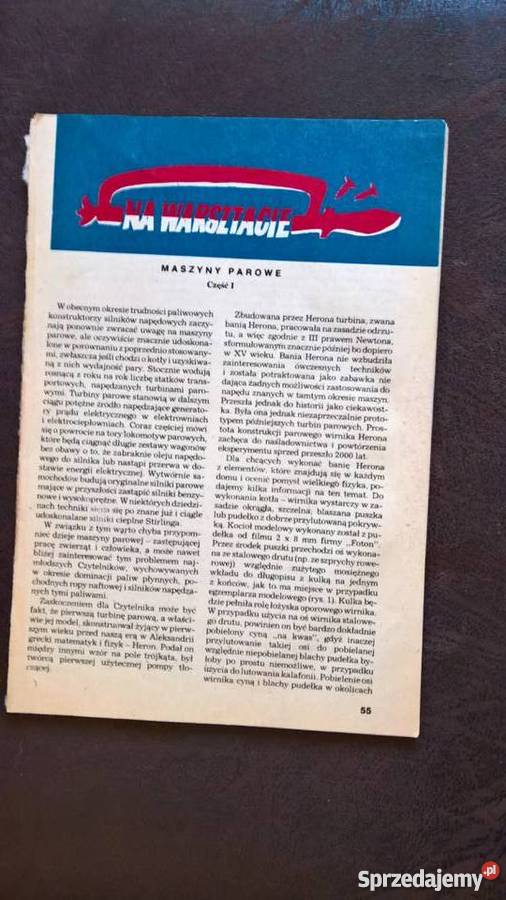 NA WARSZTACIE
MASZYNY PAROWE
Część I
W obecnym okresie trudności paliwowych
konstruktorzy silników napędowych zaczy-
nają ponownie zwracać uwagę na maszyny
parowe, ale oczywiście znacznie udoskona-
lone w porównaniu z poprzednio stosowany-
mi, zwłaszcza jeśli chodzi o kotły i uzyskiwa-
ną z nich wydajność pary. Stocznie wodują
rosnącą z roku na rok liczbę statków trans-
portowych, napędzanych turbinami paro-
wymi. Turbiny parowe stanowią w dalszym
ciągu potężne źródło napędzające generato-
ry prądu elektrycznego w elektrowniach
i elektrociepłowniach. Coraz częściej mówi
się o powrocie na tory lokomotyw parowych,
które będą ciągnąć długie zestawy wagonów
bez obawy o to, że zabraknie oleju napędo-
wego do silnika lub nastąpi przerwa w do-
stawie energii elektrycznej. Wytwórnie sa-
mochodów budują oryginalne silniki parowe
mające w przyszłości zastąpić silniki benzy-
nowe i wysokoprężne. W niektórych dziedzi-
nach techniki się po znane już i ciągle
udoskonalane silniki cieplne Stirlinga
W związku z tym warto chyba przypom-
nieć dzieje maszyny parowej – zastępującej
pracę zwierząt i człowieka, a może nawet
bliżej zainteresować tym problemem naj-
młodszych Czytelników, wychowywanych
w okresie dominacji paliw płynnych, po-
chodnych ropy naftowej i silników napędza-
nych tymi paliwami.
Zaskoczeniem dla Czytelnika może być
fakt, że pierwszą turbinę parową, a właści-
wie jej model, skonstruował żyjący w pierw-
szym wieku przed naszą erą w Aleksandrii
grecki matematyk i fizyk – Heron. Podał on
między innymi wzór na pole trójkąta, był
twórcą pierwszej użytecznej pompy tło-
czącej.
Zbudowana przez Herona turbina, zwana
banią Herona, pracowała na zasadzie odrzu-
tu, a więc zgodnie z III prawem Newtona,
sformułowanym znacznie później bo dopiero
w XV wieku. Bania Herona nie wzbudziła
zainteresowania ówczesnych techników
i została potraktowana jako zabawka nie
dająca żadnych możliwości zastosowania do
napędu znanych w tamtym okresie maszyn.
Przeszła jednak do historii jako ciekawost-
ka. Była ona jednak niezaprzeczalnie proto-
typem późniejszych turbin parowych. Pros-
tota konstrukcji parowego wirnika Herona
zachęca do naśladownictwa i powtórzenia
eksperymentu sprzed przeszło 2000 lat.
Dla chcących wykonać banię Herona
z elementów, które znajdują się w każdym
domu i ocenić pomysł wielkiego fizyka, po-
dajemy kilka informacji na ten temat. Do
wykonania kotła – wirnika wystarczy w za-
sadzie okrągła, szczelna, blaszana puszka
lub pudełko z dobrze przylutowaną pokryw-
ką. Kocioł modelowy wykonany został z pu-
dełka od filmu 2 x 8 mm firmy „Foton".
Przez środek puszki przechodzi oś wykona-
na ze stalowego drutu (np. ze szprychy rowe-
rowej) względnie zużytego mosiężnego
wkładu do długopisu z kulką na jednym
z końców, jak to ma miejsce w przypadku
egzemplarza modelowego (rys. 1). Kulka bę-
dzie pełniła rolę łożyska oporowego wirnika.
W przypadku użycia na oś wirnika stalowe-
go drutu, powinien on być bardzo dokładnie
pobielony cyną „na kwas", gdyż inaczej
przylutowanie takiej osi do pobielanej
względnie niepobielanej blachy pudełka by-
łoby po prostu niemożliwe, w przypadku
użycia do lutowania kalafonii. Pobielenie osi
wirnika cyną i blachy pudełka w okolicach
55
Sprzedajemy.pl